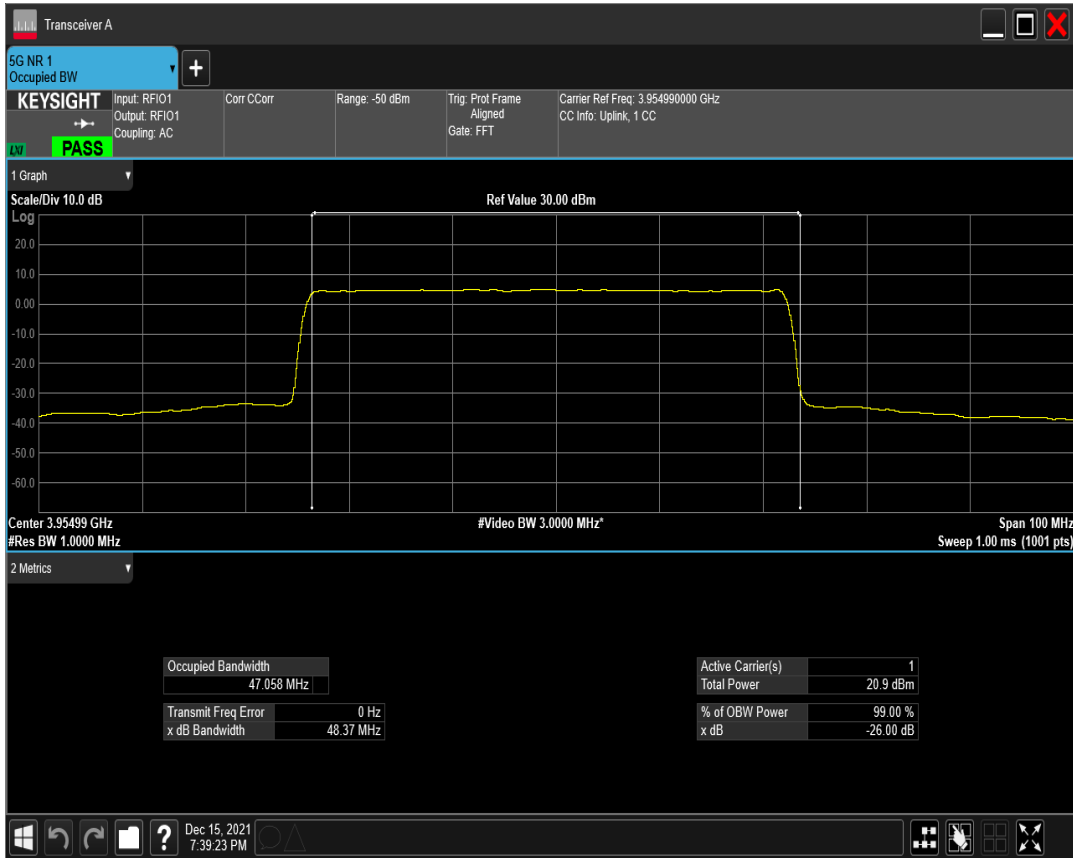 Transceiver A
5G NR 1
Occupied BW
KEYSIGHT
Input: RFIO1
Output: RFIO1
Coupling: AC
Corr CCorr
Range: -50 dBm
Trig: Prot Frame
Aligned
Gate: FFT
Carrier Ref Freq: 3.954990000 GHz
CC Info: Uplink, 1 CC
LXI
PASS
1 Graph
Scale/Div 10.0 dB
Ref Value 30.00 dBm
Log
20.0
10.0
0.00
-10.0
-20.0
-30.0
-40.0
-50.0
-60.0
Center 3.95499 GHz
#Video BW 3.0000 MHz*
Span 100 MHz
#Res BW 1.0000 MHz
Sweep 1.00 ms (1001 pts)
2 Metrics
Occupied Bandwidth
47.058 MHz
Transmit Freq Error 0 Hz
x dB Bandwidth 48.37 MHz
Active Carrier(s) 1
Total Power 20.9 dBm
% of OBW Power 99.00 %
x dB -26.00 dB
?
Dec 15, 2021
7:39:23 PM